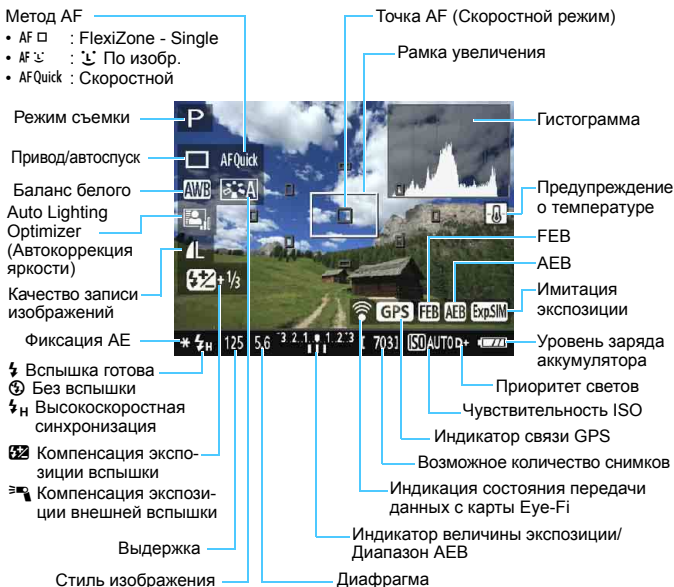 Метод AF
• AF □ : FlexiZone - Single
• AF : По изобр.
• AFQuick : Скоростной
Режим съемки
Привод/автоспуск
Баланс белого
Auto Lighting
Optimizer
(Автокоррекция
яркости)
Качество записи
изображений
Фиксация AE
Вспышка готова
Без вспышки
H Высокоскоростная
синхронизация
Компенсация экспо-
зиции вспышки
Компенсация экспози-
ции внешней вспышки
Выдержка
Стиль изображения
Точка AF (Скоростной режим)
Рамка увеличения
Гистограмма
Предупреждение
о температуре
FEB
AEB
Имитация
экспозиции
Уровень заряда
аккумулятора
Приоритет светов
Чувствительность ISO
Индикатор связи GPS
Возможное количество снимков
Индикация состояния передачи
данных с карты Eye-Fi
Индикатор величины экспозиции/
Диапазон AEB
Диафрагма
P
AFQuick
AWB A
L
+1/3
GPS FEB AEB Exp.SIM
* H 125 5.6 3..2..1..1..2..3 [ 7031 ISO AUTO D+